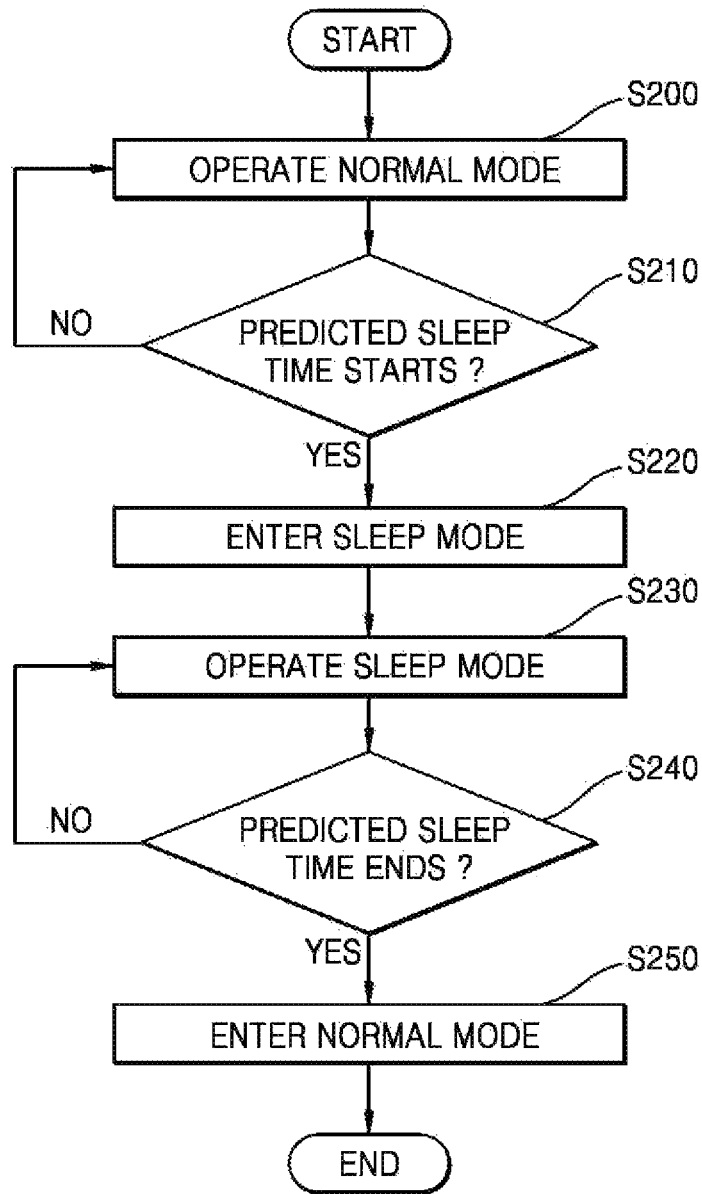 START
S200
OPERATE NORMAL MODE
S210
NO
PREDICTED SLEEP
TIME STARTS ?
YES
S220
ENTER SLEEP MODE
S230
OPERATE SLEEP MODE
S240
NO
PREDICTED SLEEP
TIME ENDS ?
YES
S250
ENTER NORMAL MODE
END